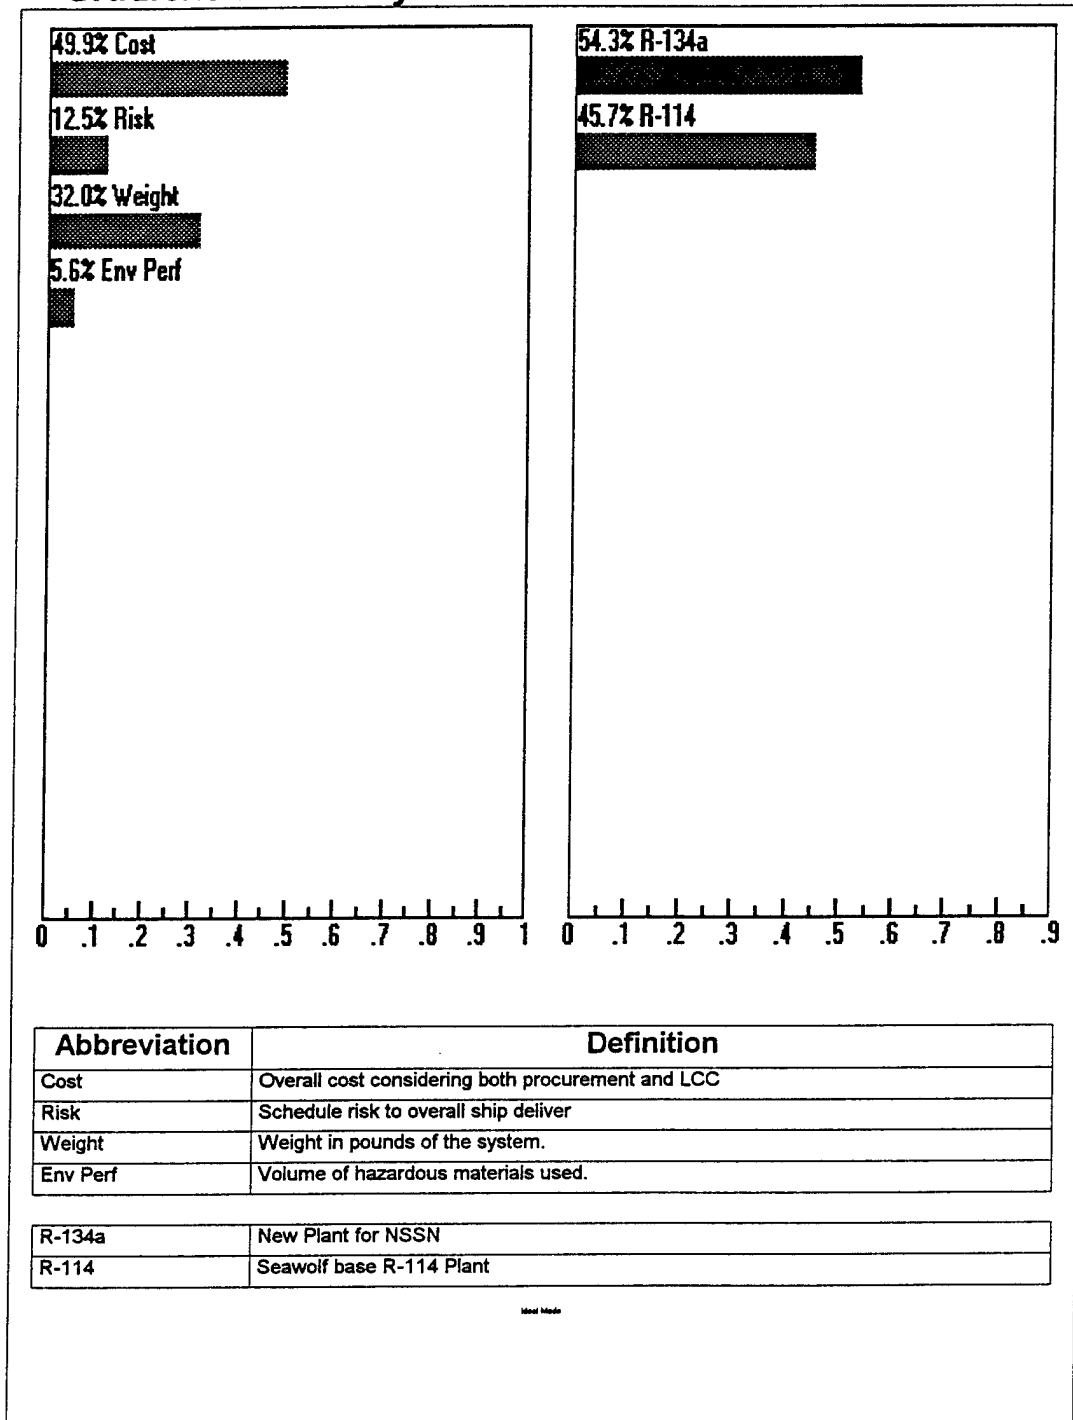 49.9% Cost
12.5% Risk
32.0% Weight
5.6% Env Perf
0 .1 .2 .3 .4 .5 .6 .7 .8 .9 1
54.3% R-134a
45.7% R-114
0 .1 .2 .3 .4 .5 .6 .7 .8 .9
Abbreviation Definition
Cost Overall cost considering both procurement and LCC
Risk Schedule risk to overall ship deliver
Weight Weight in pounds of the system.
Env Perf Volume of hazardous materials used.
R-134a New Plant for NSSN
R-114 Seawolf base R-114 Plant
Ideal Mode